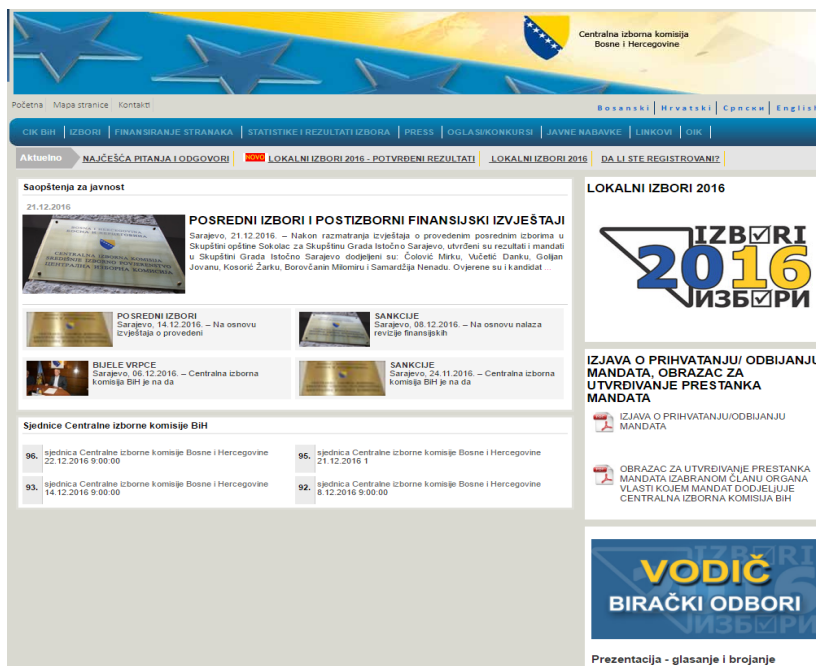 Centralna izborna komisija
Bosne i Hercegovine
Početna Mapa stranice Kontakti
Bosanski Hrvatski Српски English
CIK BiH IZBORI FINANSIRANJE STRANAKA STATISTIKE I REZULTATI IZBORA PRESS OGLASI/KONKURSI JAVNE NABAVKE LINKOVI OIK
Aktuelno NAJČEŠĆA PITANJA I ODGOVORI NOVO LOKALNI IZBORI 2016 - POTVRĐENI REZULTATI LOKALNI IZBORI 2016 DA LI STE REGISTROVANI?
Saopštenja za javnost
21.12.2016
POSREDNI IZBORI I POSTIZBORNI FINANSIJSKI IZVJEŠTAJI
Sarajevo, 21.12.2016. – Nakon razmatranja izvještaja o provedenim posrednim izborima u
Skupštini opštine Sokolac za Skupštinu Grada Istočno Sarajevo, utvrđeni su rezultati i mandati
u Skupštini Grada Istočno Sarajevo dodjeljeni su: Čolović Mirku, Vučetić Danku, Goljan
Jovanu, Kosorić Žarku, Borovčanin Milomiru i Samardžija Nenadu. Ovjerene su i kandidat ...
POSREDNI IZBORI
Sarajevo, 14.12.2016. – Na osnovu
izvještaja o provedeni
SANKCIJE
Sarajevo, 08.12.2016. – Na osnovu nalaza
revizije finansijskih
BIJELE VRPCE
Sarajevo, 06.12.2016. – Centralna izborna
komisija BiH je na da
SANKCIJE
Sarajevo, 24.11.2016. – Centralna izborna
komisija BiH je na da
Sjednice Centralne izborne komisije BiH
96. sjednica Centralne izborne komisije Bosne i Hercegovine
22.12.2016 9:00:00
95. sjednica Centralne izborne komisije Bosne i Hercegovine
21.12.2016 1
93. sjednica Centralne izborne komisije Bosne i Hercegovine
14.12.2016 9:00:00
92. sjednica Centralne izborne komisije Bosne i Hercegovine
8.12.2016 9:00:00
LOKALNI IZBORI 2016
IZBORI
2016
ИЗБОРИ
IZJAVA O PRIHVATANJU/ ODBIJANJU
MANDATA, OBRAZAC ZA
UTVRĐIVANJE PRESTANKA
MANDATA
IZJAVA O PRIHVATANJU/ODBIJANJU
MANDATA
OBRAZAC ZA UTVRĐIVANJE PRESTANKA
MANDATA IZABRANOM ČLANU ORGANA
VLASTI KOJEM MANDAT DODJELJUJE
CENTRALNA IZBORNA KOMISIJA BiH
VODIČ
BIRAČKI ODBORI
Prezentacija - glasanje i brojanje